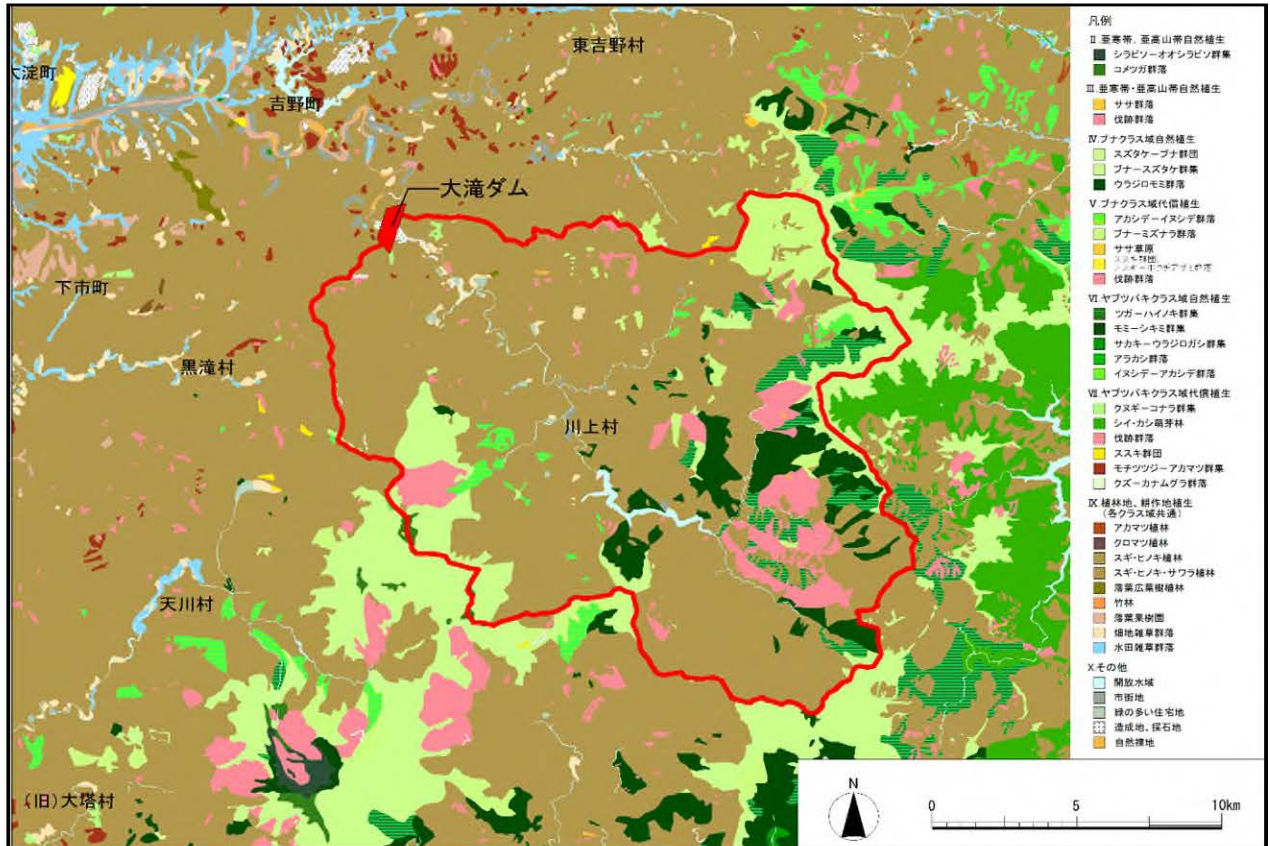 東吉野村
大淀町
吉野町
大滝ダム
下市町
黒滝村
川上村
天川村
(旧)大塔村
凡例
II.亜寒帯、亜高山帯自然植生
シラビソーオオシラビソ群集
コメツガ群落
III.亜寒帯・亜高山帯自然植生
ササ群落
伐跡群落
IV.ブナクラス域自然植生
スズタケーブナ群団
ブナースズタケ群集
ウラジロモミ群落
V.ブナクラス域代償植生
アカシデーイヌシデ群落
ブナーミズナラ群落
ササ草原
ススキ群団
伐跡群落
VI.ヤブツバキクラス域自然植生
ツガーハイノキ群集
モミーシキミ群集
サカキーウラジロガシ群集
アラカシ群落
イヌシデーアカシデ群落
VII.ヤブツバキクラス域代償植生
クヌギーコナラ群集
シイ・カシ萌芽林
伐跡群落
ススキ群団
モチツツジーアカマツ群集
クズーカナムグラ群落
IX.植林地、耕作地植生
(各クラス域共通)
アカマツ植林
クロマツ植林
スギ・ヒノキ植林
スギ・ヒノキ・サワラ植林
落葉広葉樹植林
竹林
落葉果樹園
畑地雑草群落
水田雑草群落
X.その他
開放水域
市街地
緑の多い住宅地
造成地、採石地
自然裸地
N
0 5 10km